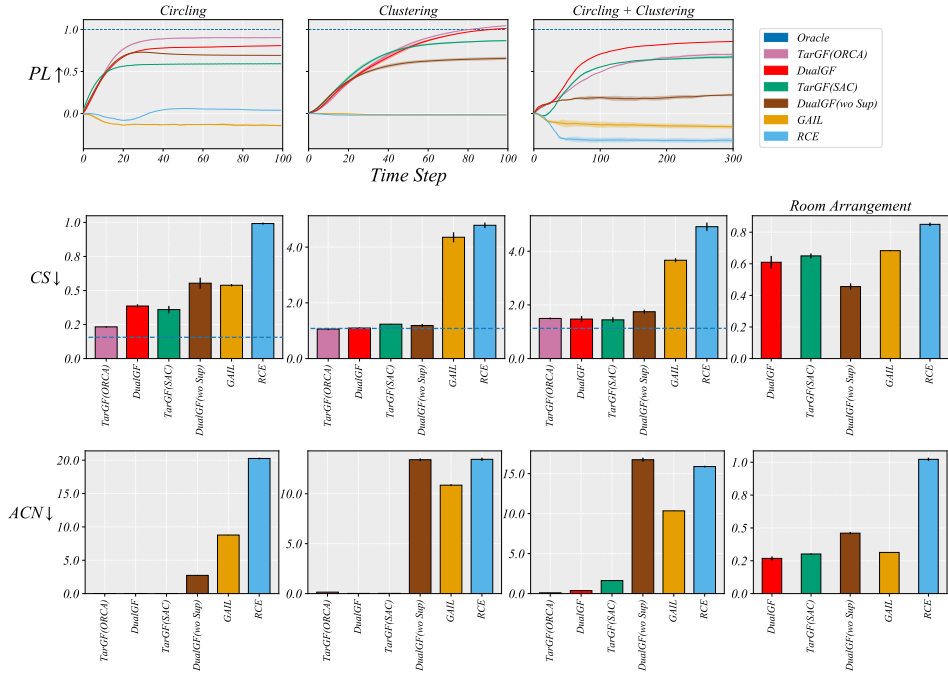 Circling
Clustering
Circling + Clustering
PL↑
1.0
0.5
0.0
0 20 40 60 80 100
0 20 40 60 80 100
0 100 200 300
Time Step
Oracle
TarGF(ORCA)
DualGF
TarGF(SAC)
DualGF(wo Sup)
GAIL
RCE
Room Arrangement
CS↓
1.0
0.8
0.5
0.2
0.0
4.0
2.0
0.0
4.0
2.0
0.0
0.8
0.6
0.4
0.2
0.0
TarGF(ORCA)
DualGF
TarGF(SAC)
DualGF(wo Sup)
GAIL
RCE
TarGF(ORCA)
DualGF
TarGF(SAC)
DualGF(wo Sup)
GAIL
RCE
TarGF(ORCA)
DualGF
TarGF(SAC)
DualGF(wo Sup)
GAIL
RCE
DualGF
TarGF(SAC)
DualGF(wo Sup)
GAIL
RCE
ACN↓
20.0
15.0
10.0
5.0
0.0
10.0
5.0
0.0
15.0
10.0
5.0
0.0
1.0
0.8
0.5
0.2
0.0
TarGF(ORCA)
DualGF
TarGF(SAC)
DualGF(wo Sup)
GAIL
RCE
TarGF(ORCA)
DualGF
TarGF(SAC)
DualGF(wo Sup)
GAIL
RCE
TarGF(ORCA)
DualGF
TarGF(SAC)
DualGF(wo Sup)
GAIL
RCE
DualGF
TarGF(SAC)
DualGF(wo Sup)
GAIL
RCE